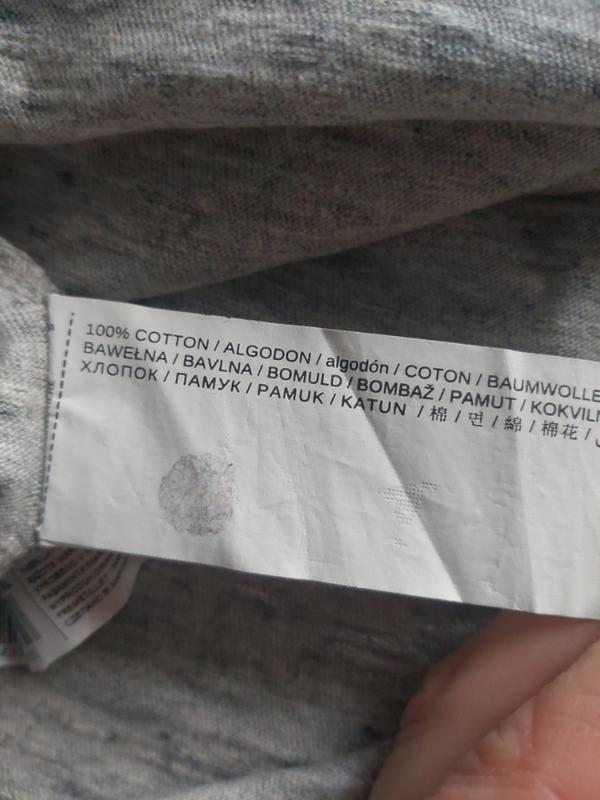 100% COTTON / ALGODON / algodón / COTON / BAUMWOLLE
BAWEŁNA / BAVLNA / BOMULD / BOMBAŽ / PAMUT / KOKVILN
ХЛОПОК / ПАМУК / PAMUK / KATUN / 棉 / 면 / 綿 / 棉花 /